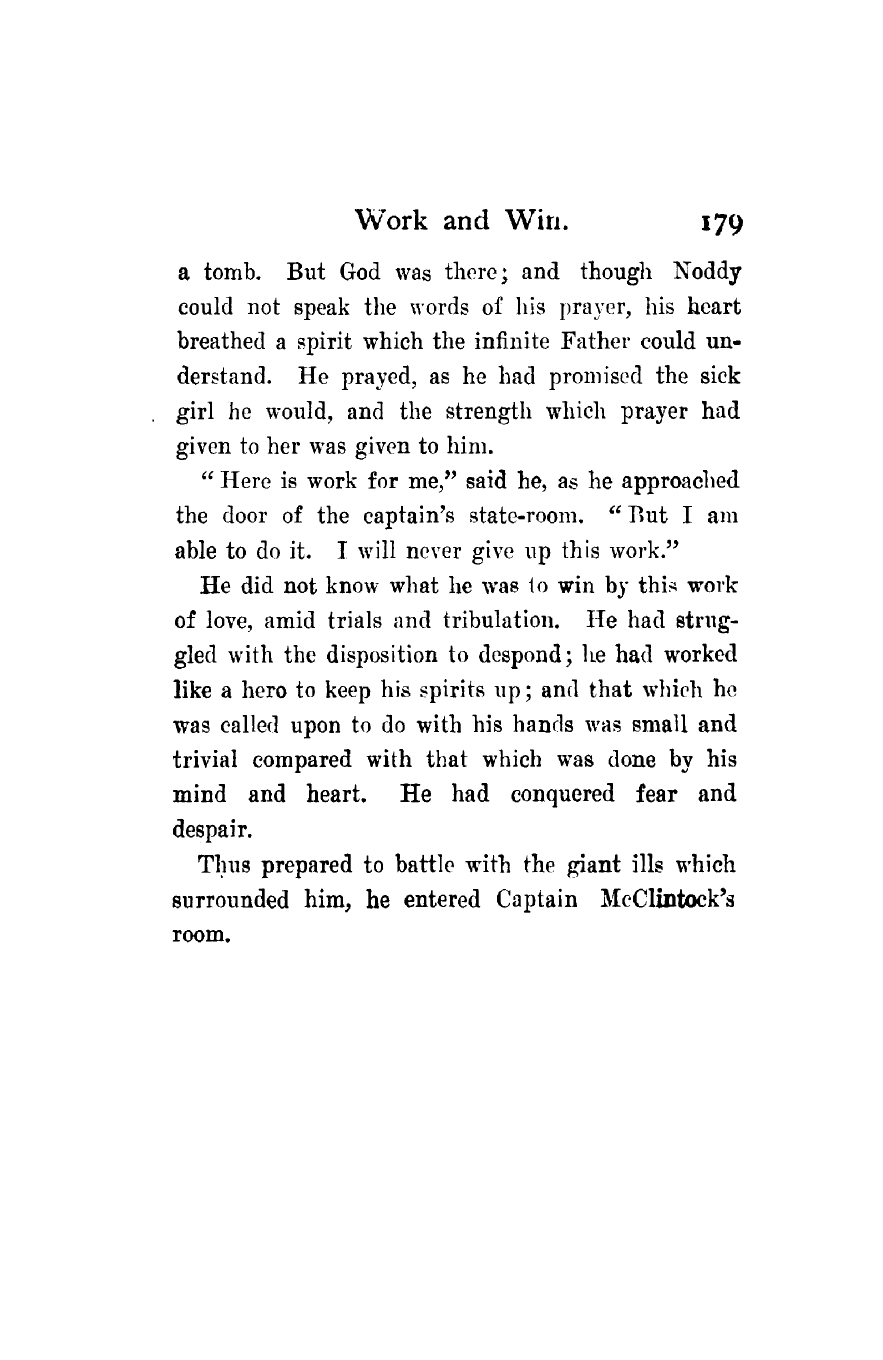 Work and Win. 179
a tomb. But God was there; and though Noddy
could not speak the words of his prayer, his heart
breathed a spirit which the infinite Father could un-
derstand. He prayed, as he had promised the sick
girl he would, and the strength which prayer had
given to her was given to him.
“Here is work for me,” said he, as he approached
the door of the captain’s state-room. “But I am
able to do it. I will never give up this work.”
He did not know what he was to win by this work
of love, amid trials and tribulation. He had strug-
gled with the disposition to despond; he had worked
like a hero to keep his spirits up; and that which he
was called upon to do with his hands was small and
trivial compared with that which was done by his
mind and heart. He had conquered fear and
despair.
Thus prepared to battle with the giant ills which
surrounded him, he entered Captain McClintock’s
room.